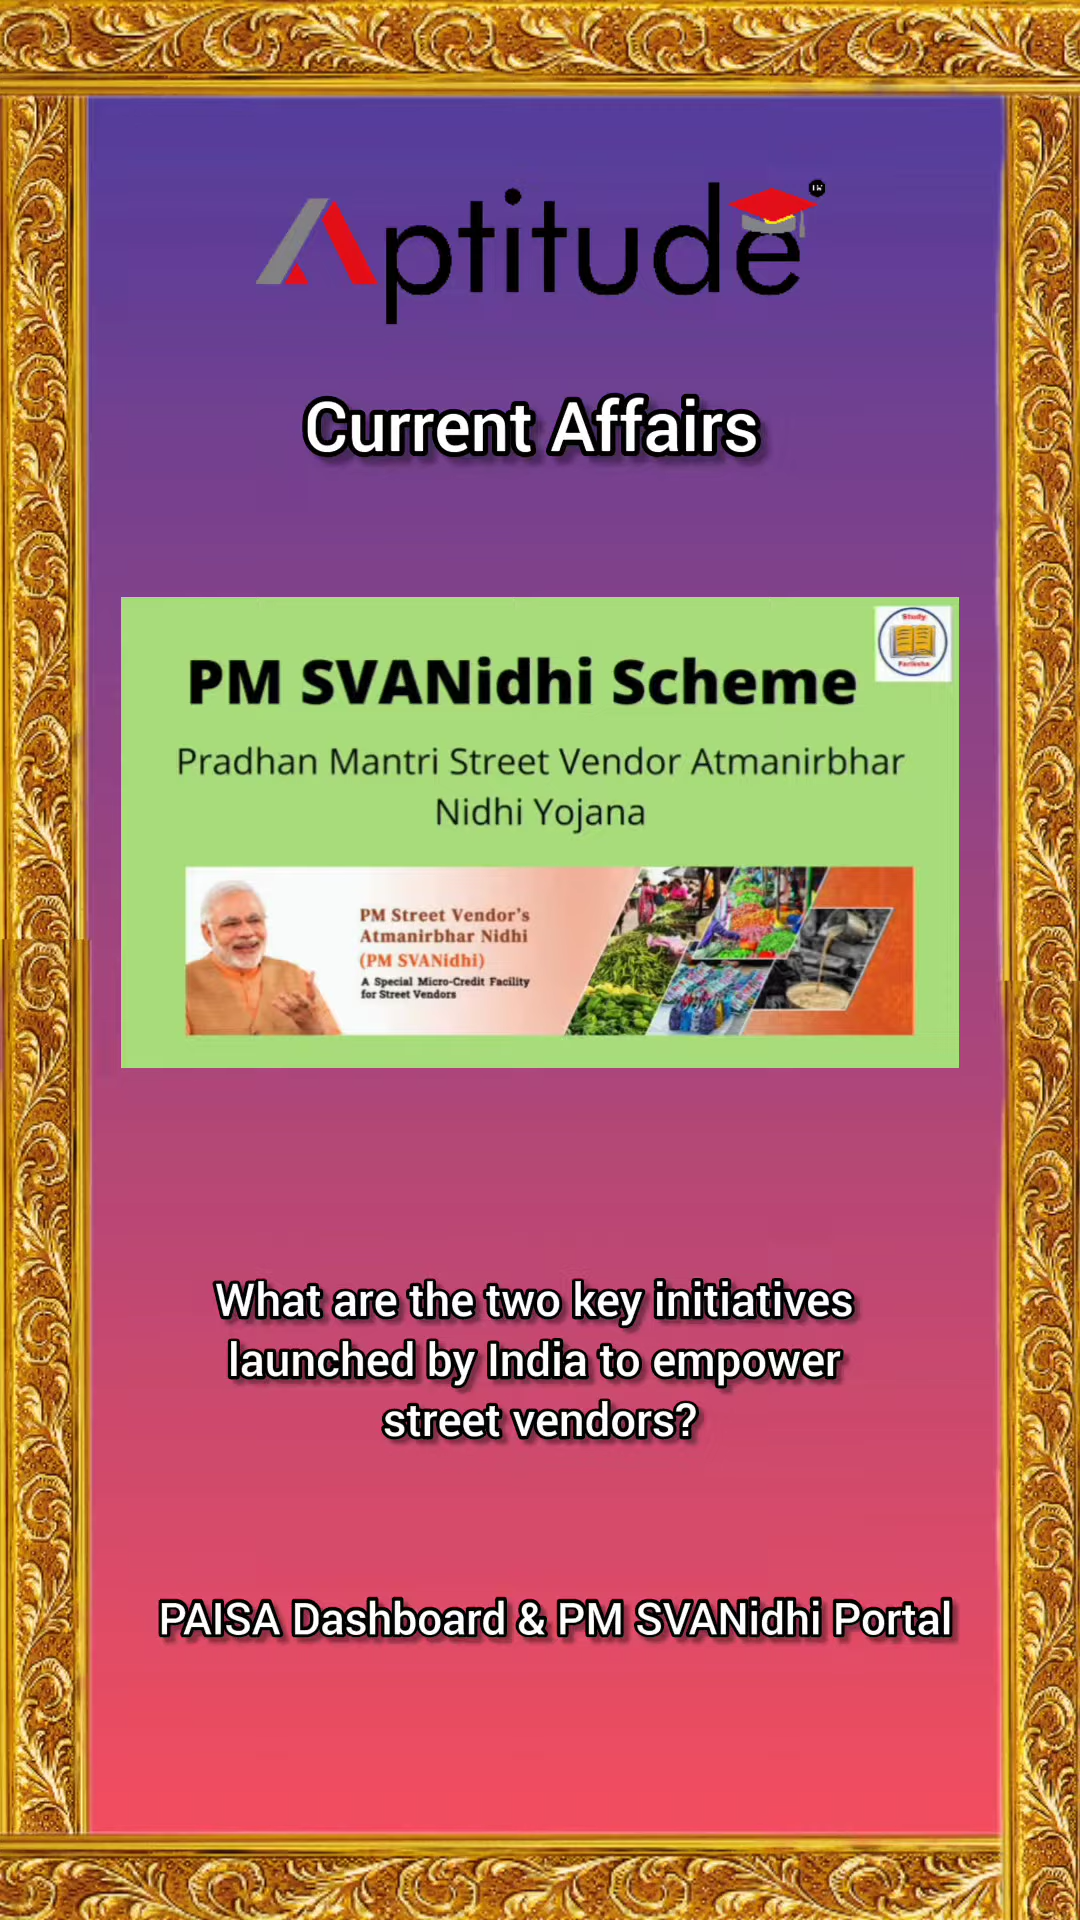 Aptitude
Current Affairs
Study
Pariksha
PM SVANidhi Scheme
Pradhan Mantri Street Vendor Atmanirbhar
Nidhi Yojana
PM Street Vendor's
Atmanirbhar Nidhi
(PM SVANidhi)
A Special Micro-Credit Facility
for Street Vendors
What are the two key initiatives
launched by India to empower
street vendors?
PAISA Dashboard & PM SVANidhi Portal